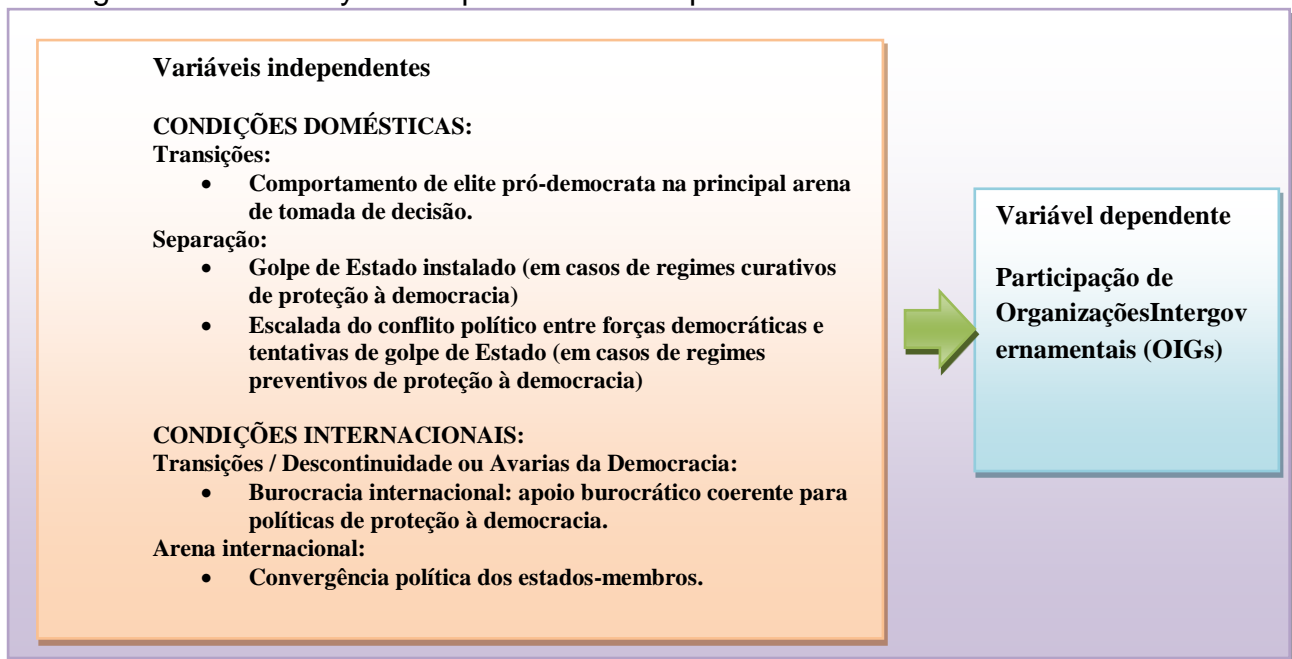 Variáveis independentes
CONDIÇÕES DOMÉSTICAS:
Transições:
• Comportamento de elite pró-democrata na principal arena
de tomada de decisão.
Separação:
• Golpe de Estado instalado (em casos de regimes curativos
de proteção à democracia)
• Escalada do conflito político entre forças democráticas e
tentativas de golpe de Estado (em casos de regimes
preventivos de proteção à democracia)
CONDIÇÕES INTERNACIONAIS:
Transições / Descontinuidade ou Avarias da Democracia:
• Burocracia internacional: apoio burocrático coerente para
políticas de proteção à democracia.
Arena internacional:
• Convergência política dos estados-membros.
Variável dependente
Participação de
OrganizaçõesIntergov
ernamentais (OIGs)